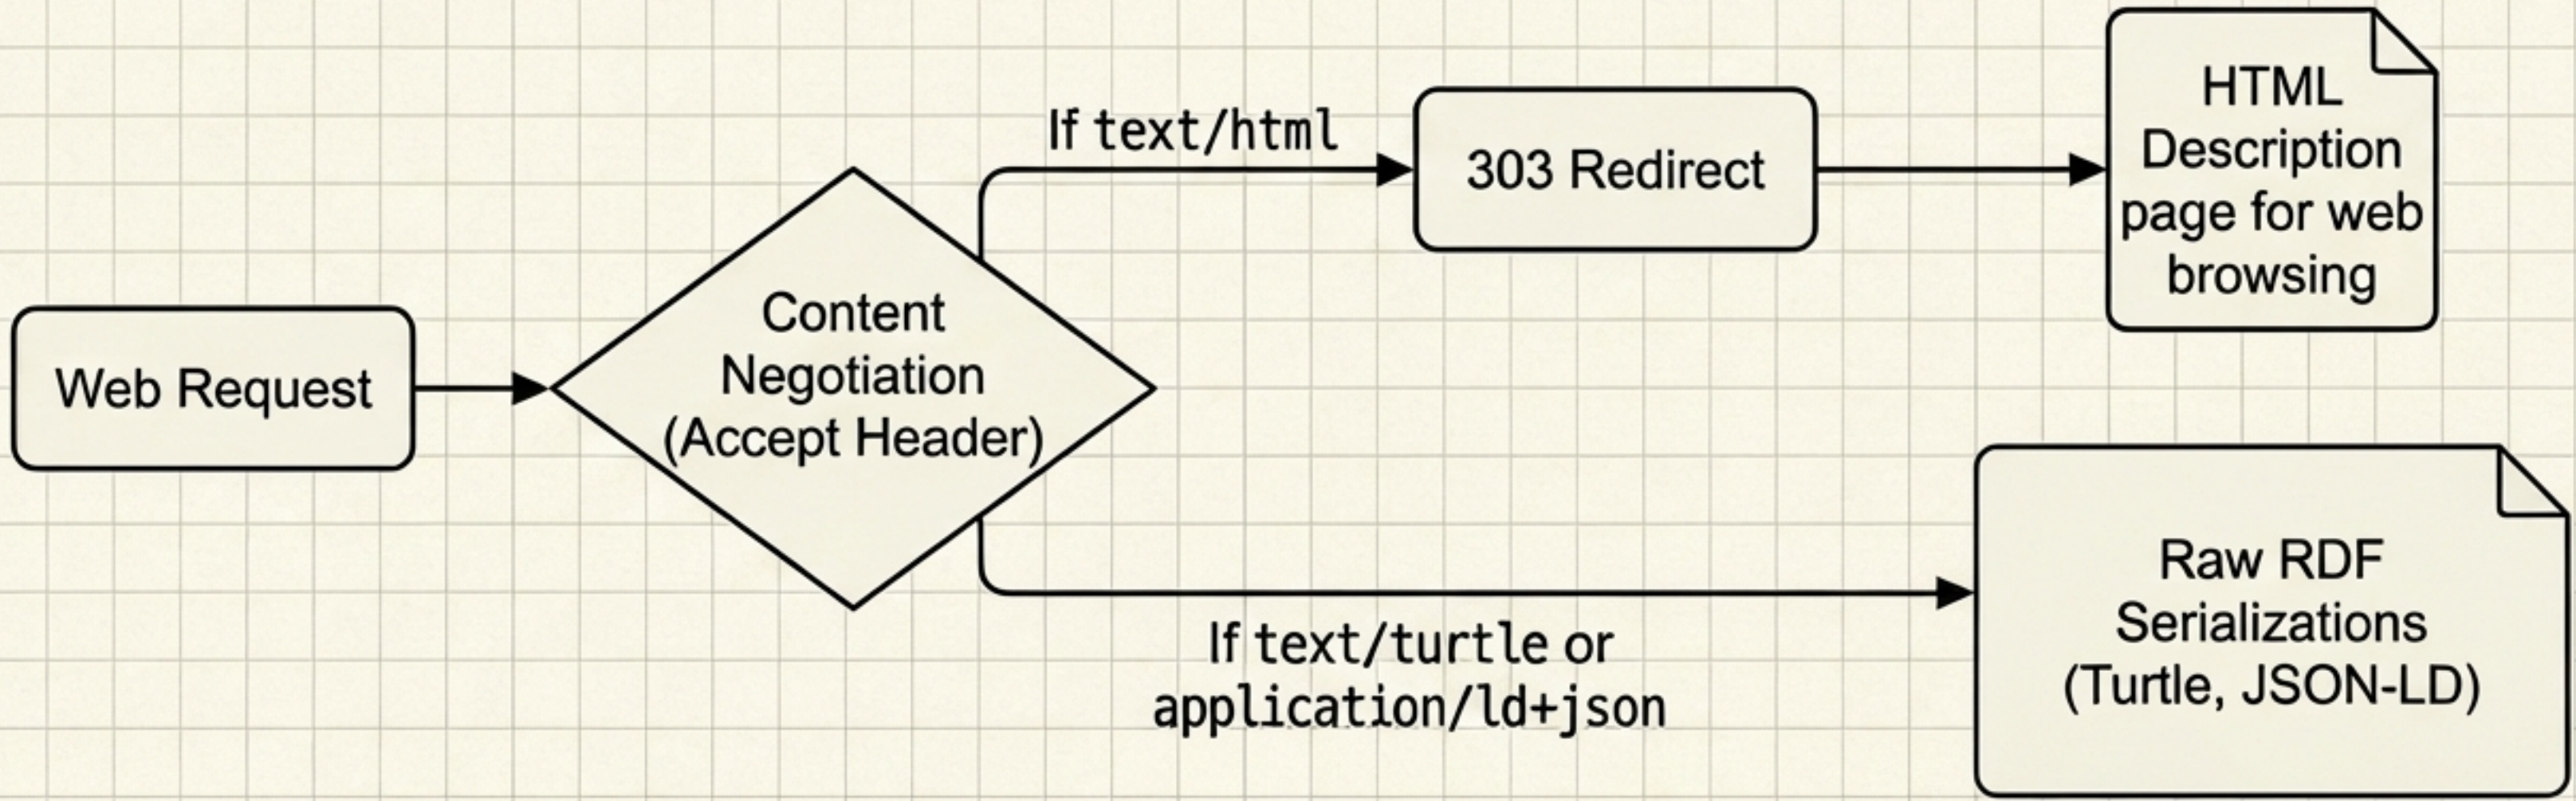 Web Request
Content
Negotiation
(Accept Header)
If text/html
303 Redirect
HTML
Description
page for web
browsing
If text/turtle or
application/ld+json
Raw RDF
Serializations
(Turtle, JSON-LD)